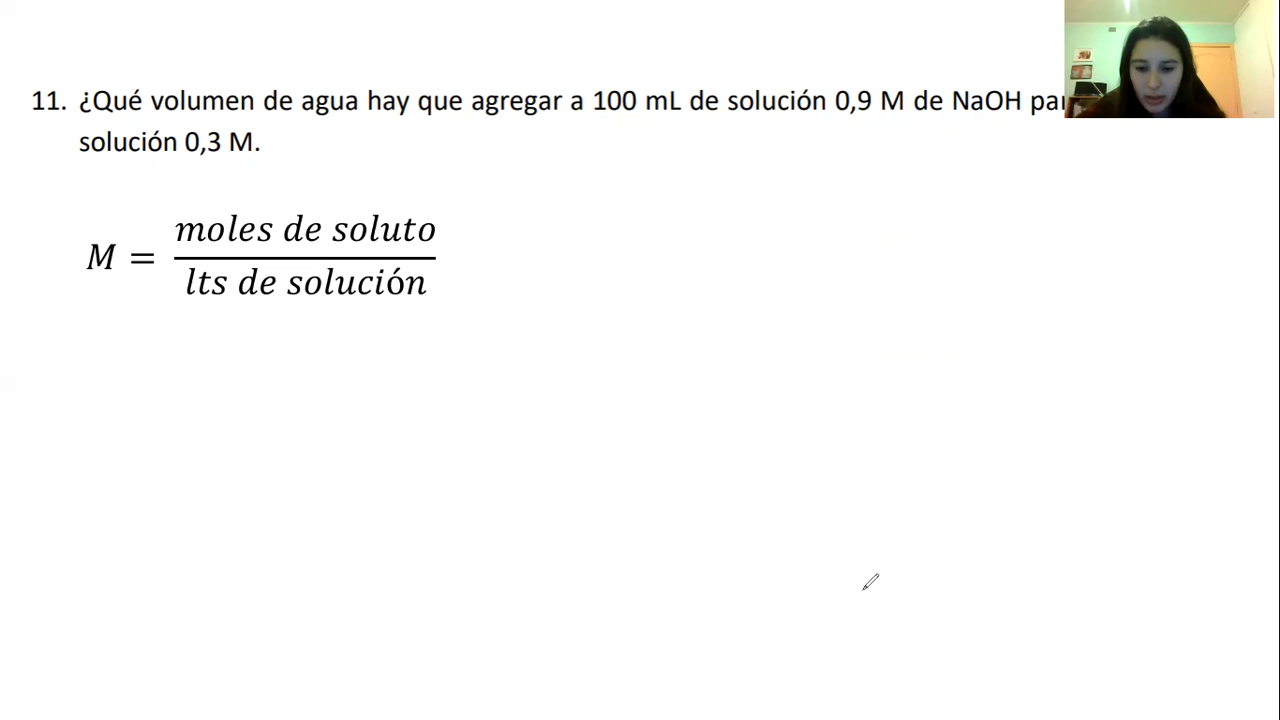 11. ¿Qué volumen de agua hay que agregar a 100 mL de solución 0,9 M de NaOH
solución 0,3 M.
M = moles de soluto
lts de solución